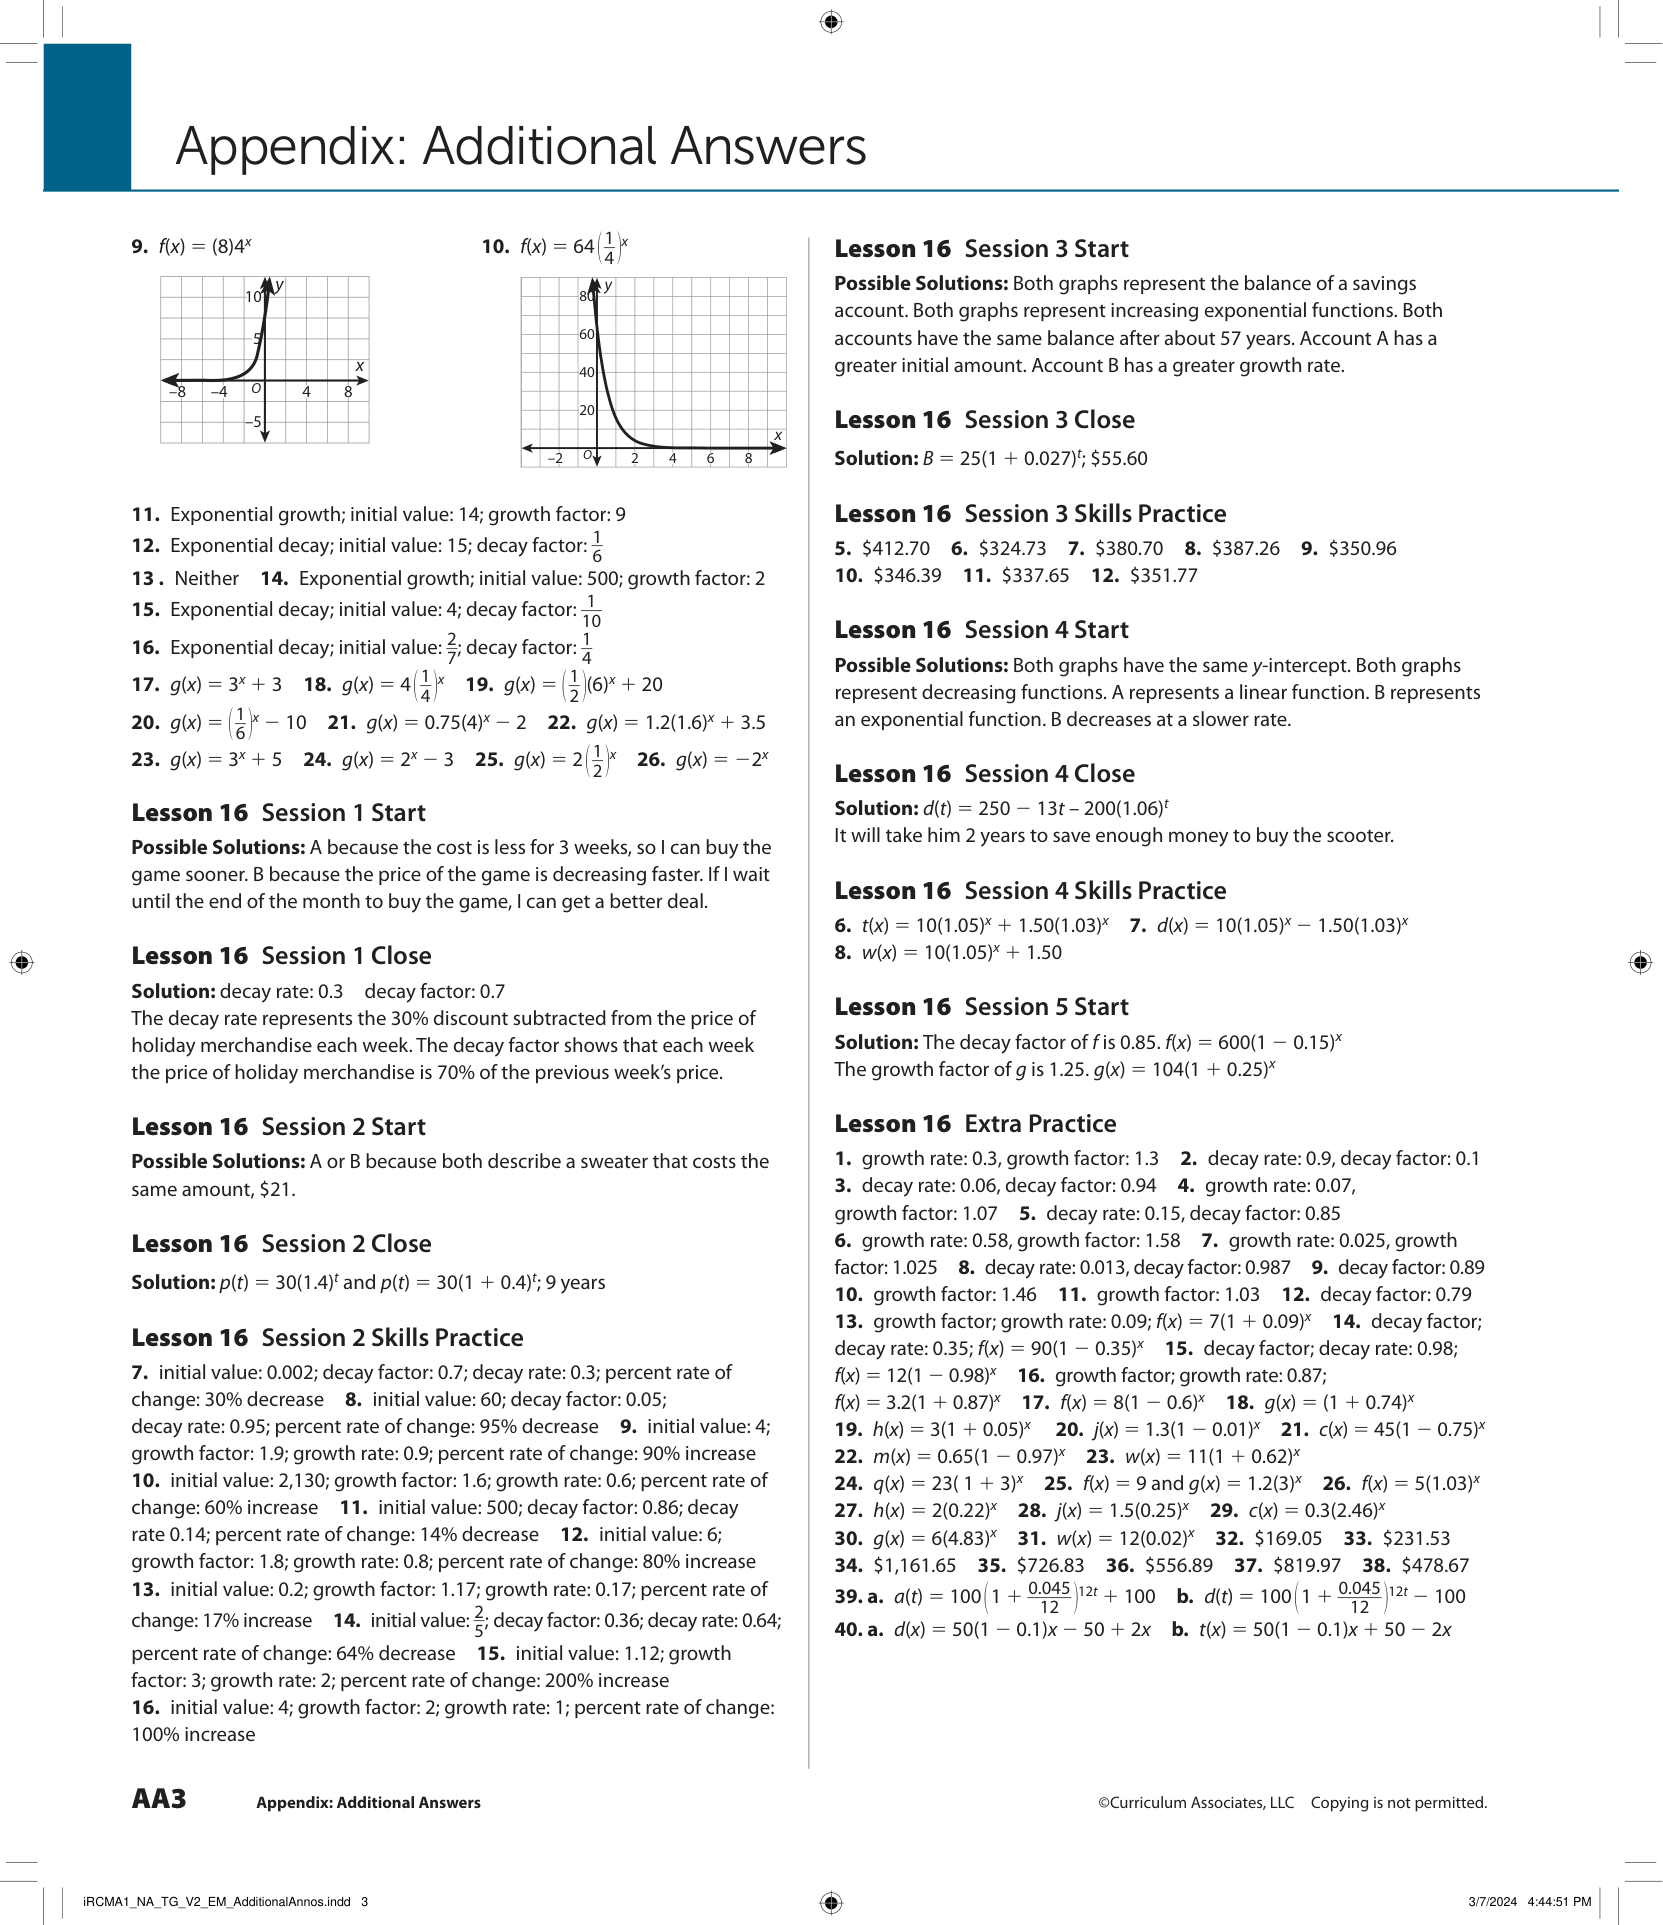 Appendix: Additional Answers
9. f(x) = (8)4ˣ
y
10
5
x
–8 –4 O 4 8
–5
10. f(x) = 64(1/4)ˣ
y
80
60
40
20
x
–2 O 2 4 6 8
11. Exponential growth; initial value: 14; growth factor: 9
12. Exponential decay; initial value: 15; decay factor: 1/6
13 . Neither 14. Exponential growth; initial value: 500; growth factor: 2
15. Exponential decay; initial value: 4; decay factor: 1/10
16. Exponential decay; initial value: 2/7; decay factor: 1/4
17. g(x) = 3ˣ + 3 18. g(x) = 4(1/4)ˣ 19. g(x) = (1/2)(6)ˣ + 20
20. g(x) = (1/6)ˣ − 10 21. g(x) = 0.75(4)ˣ − 2 22. g(x) = 1.2(1.6)ˣ + 3.5
23. g(x) = 3ˣ + 5 24. g(x) = 2ˣ − 3 25. g(x) = 2(1/2)ˣ 26. g(x) = −2ˣ
Lesson 16 Session 1 Start
Possible Solutions: A because the cost is less for 3 weeks, so I can buy the
game sooner. B because the price of the game is decreasing faster. If I wait
until the end of the month to buy the game, I can get a better deal.
Lesson 16 Session 1 Close
Solution: decay rate: 0.3 decay factor: 0.7
The decay rate represents the 30% discount subtracted from the price of
holiday merchandise each week. The decay factor shows that each week
the price of holiday merchandise is 70% of the previous week’s price.
Lesson 16 Session 2 Start
Possible Solutions: A or B because both describe a sweater that costs the
same amount, $21.
Lesson 16 Session 2 Close
Solution: p(t) = 30(1.4)ᵗ and p(t) = 30(1 + 0.4)ᵗ; 9 years
Lesson 16 Session 2 Skills Practice
7. initial value: 0.002; decay factor: 0.7; decay rate: 0.3; percent rate of
change: 30% decrease 8. initial value: 60; decay factor: 0.05;
decay rate: 0.95; percent rate of change: 95% decrease 9. initial value: 4;
growth factor: 1.9; growth rate: 0.9; percent rate of change: 90% increase
10. initial value: 2,130; growth factor: 1.6; growth rate: 0.6; percent rate of
change: 60% increase 11. initial value: 500; decay factor: 0.86; decay
rate 0.14; percent rate of change: 14% decrease 12. initial value: 6;
growth factor: 1.8; growth rate: 0.8; percent rate of change: 80% increase
13. initial value: 0.2; growth factor: 1.17; growth rate: 0.17; percent rate of
change: 17% increase 14. initial value: 2/5; decay factor: 0.36; decay rate: 0.64;
percent rate of change: 64% decrease 15. initial value: 1.12; growth
factor: 3; growth rate: 2; percent rate of change: 200% increase
16. initial value: 4; growth factor: 2; growth rate: 1; percent rate of change:
100% increase
Lesson 16 Session 3 Start
Possible Solutions: Both graphs represent the balance of a savings
account. Both graphs represent increasing exponential functions. Both
accounts have the same balance after about 57 years. Account A has a
greater initial amount. Account B has a greater growth rate.
Lesson 16 Session 3 Close
Solution: B = 25(1 + 0.027)ᵗ; $55.60
Lesson 16 Session 3 Skills Practice
5. $412.70 6. $324.73 7. $380.70 8. $387.26 9. $350.96
10. $346.39 11. $337.65 12. $351.77
Lesson 16 Session 4 Start
Possible Solutions: Both graphs have the same y-intercept. Both graphs
represent decreasing functions. A represents a linear function. B represents
an exponential function. B decreases at a slower rate.
Lesson 16 Session 4 Close
Solution: d(t) = 250 − 13t – 200(1.06)ᵗ
It will take him 2 years to save enough money to buy the scooter.
Lesson 16 Session 4 Skills Practice
6. t(x) = 10(1.05)ˣ + 1.50(1.03)ˣ 7. d(x) = 10(1.05)ˣ − 1.50(1.03)ˣ
8. w(x) = 10(1.05)ˣ + 1.50
Lesson 16 Session 5 Start
Solution: The decay factor of f is 0.85. f(x) = 600(1 − 0.15)ˣ
The growth factor of g is 1.25. g(x) = 104(1 + 0.25)ˣ
Lesson 16 Extra Practice
1. growth rate: 0.3, growth factor: 1.3 2. decay rate: 0.9, decay factor: 0.1
3. decay rate: 0.06, decay factor: 0.94 4. growth rate: 0.07,
growth factor: 1.07 5. decay rate: 0.15, decay factor: 0.85
6. growth rate: 0.58, growth factor: 1.58 7. growth rate: 0.025, growth
factor: 1.025 8. decay rate: 0.013, decay factor: 0.987 9. decay factor: 0.89
10. growth factor: 1.46 11. growth factor: 1.03 12. decay factor: 0.79
13. growth factor; growth rate: 0.09; f(x) = 7(1 + 0.09)ˣ 14. decay factor;
decay rate: 0.35; f(x) = 90(1 − 0.35)ˣ 15. decay factor; decay rate: 0.98;
f(x) = 12(1 − 0.98)ˣ 16. growth factor; growth rate: 0.87;
f(x) = 3.2(1 + 0.87)ˣ 17. f(x) = 8(1 − 0.6)ˣ 18. g(x) = (1 + 0.74)ˣ
19. h(x) = 3(1 + 0.05)ˣ 20. j(x) = 1.3(1 − 0.01)ˣ 21. c(x) = 45(1 − 0.75)ˣ
22. m(x) = 0.65(1 − 0.97)ˣ 23. w(x) = 11(1 + 0.62)ˣ
24. q(x) = 23( 1 + 3)ˣ 25. f(x) = 9 and g(x) = 1.2(3)ˣ 26. f(x) = 5(1.03)ˣ
27. h(x) = 2(0.22)ˣ 28. j(x) = 1.5(0.25)ˣ 29. c(x) = 0.3(2.46)ˣ
30. g(x) = 6(4.83)ˣ 31. w(x) = 12(0.02)ˣ 32. $169.05 33. $231.53
34. $1,161.65 35. $726.83 36. $556.89 37. $819.97 38. $478.67
39. a. a(t) = 100(1 + 0.045/12)¹²ᵗ + 100 b. d(t) = 100(1 + 0.045/12)¹²ᵗ − 100
40. a. d(x) = 50(1 − 0.1)x − 50 + 2x b. t(x) = 50(1 − 0.1)x + 50 − 2x
AA3 Appendix: Additional Answers
©Curriculum Associates, LLC Copying is not permitted.
iRCMA1_NA_TG_V2_EM_AdditionalAnnos.indd 3
3/7/2024 4:44:51 PM